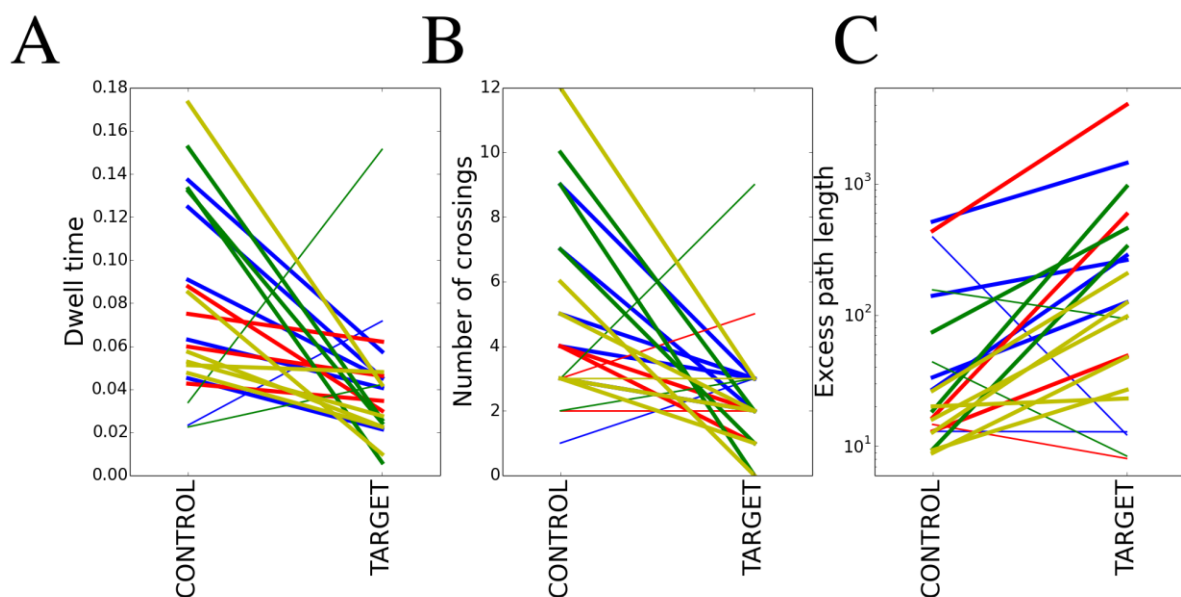 A
B
C
Dwell time
0.18
0.16
0.14
0.12
0.10
0.08
0.06
0.04
0.02
0.00
CONTROL
TARGET
Number of crossings
12
10
8
6
4
2
0
CONTROL
TARGET
Excess path length
10³
10²
10¹
CONTROL
TARGET